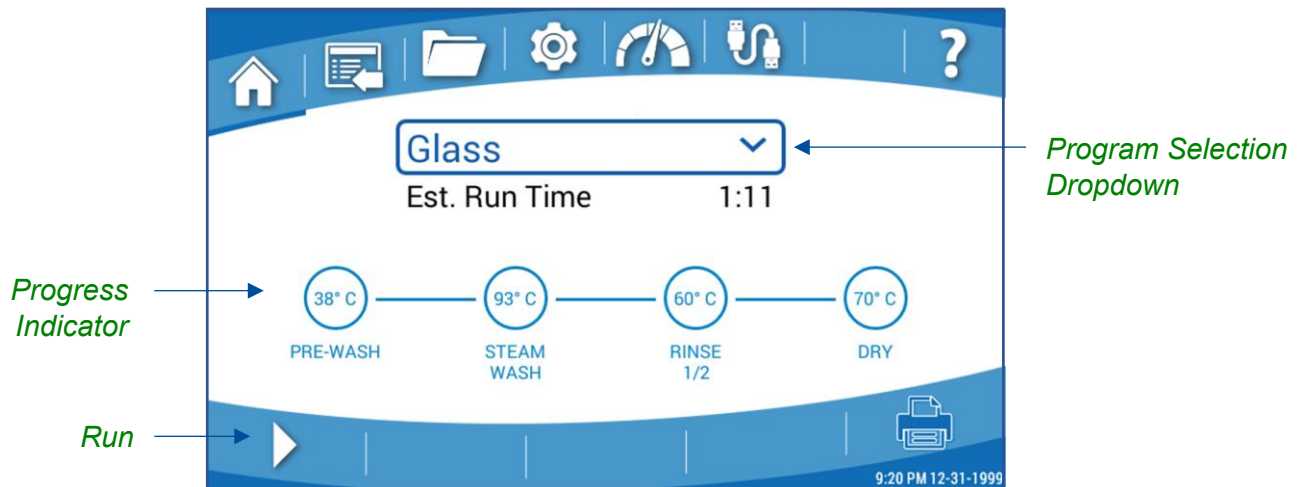 ?
Glass
Est. Run Time 1:11
Program Selection
Dropdown
Progress
Indicator
38° C
93° C
60° C
70° C
PRE-WASH
STEAM
WASH
RINSE
1/2
DRY
Run
9:20 PM 12-31-1999